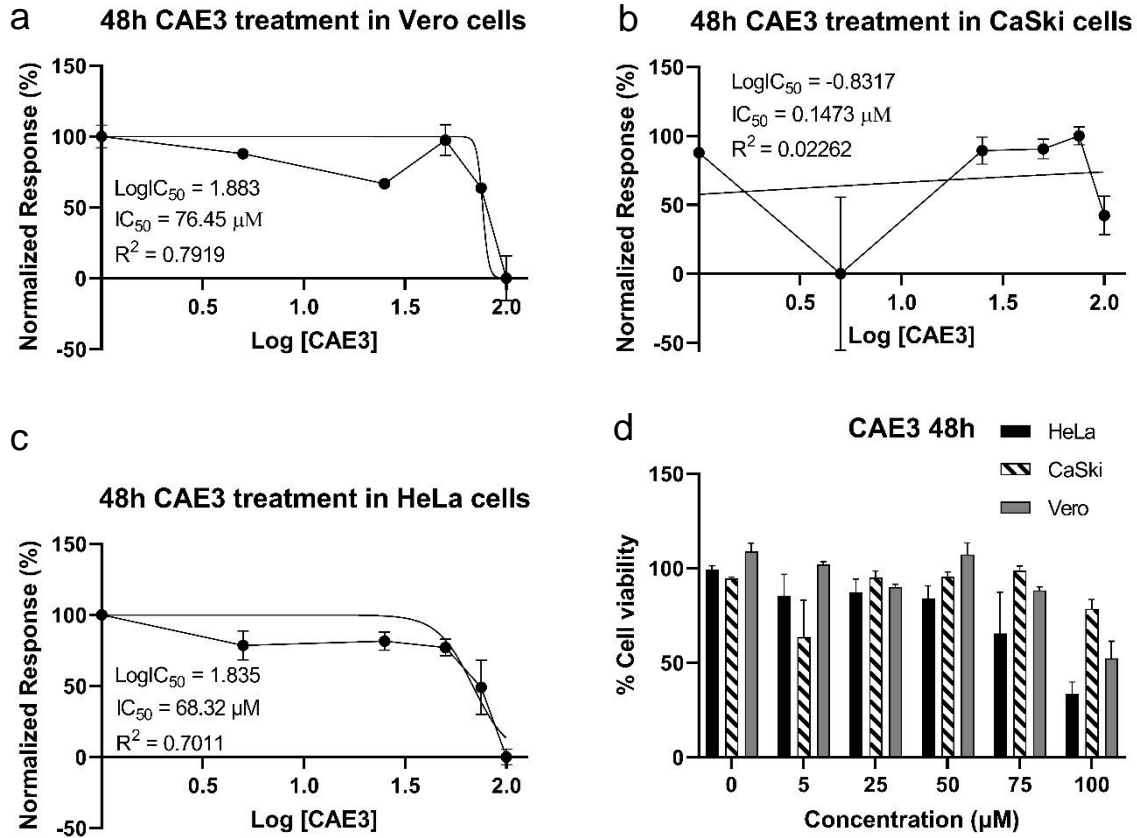 a
48h CAE3 treatment in Vero cells
Normalized Response (%)
150
100
50
0
-50
0.5
1.0
1.5
2.0
Log [CAE3]
LogIC50 = 1.883
IC50 = 76.45 μM
R2 = 0.7919
b
48h CAE3 treatment in CaSki cells
Normalized Response (%)
150
100
50
0
-50
0.5
1.0
1.5
2.0
Log [CAE3]
LogIC50 = -0.8317
IC50 = 0.1473 μM
R2 = 0.02262
c
48h CAE3 treatment in HeLa cells
Normalized Response (%)
150
100
50
0
-50
0.5
1.0
1.5
2.0
Log [CAE3]
LogIC50 = 1.835
IC50 = 68.32 μM
R2 = 0.7011
d
CAE3 48h
HeLa
CaSki
Vero
% Cell viability
150
100
50
0
0
5
25
50
75
100
Concentration (μM)